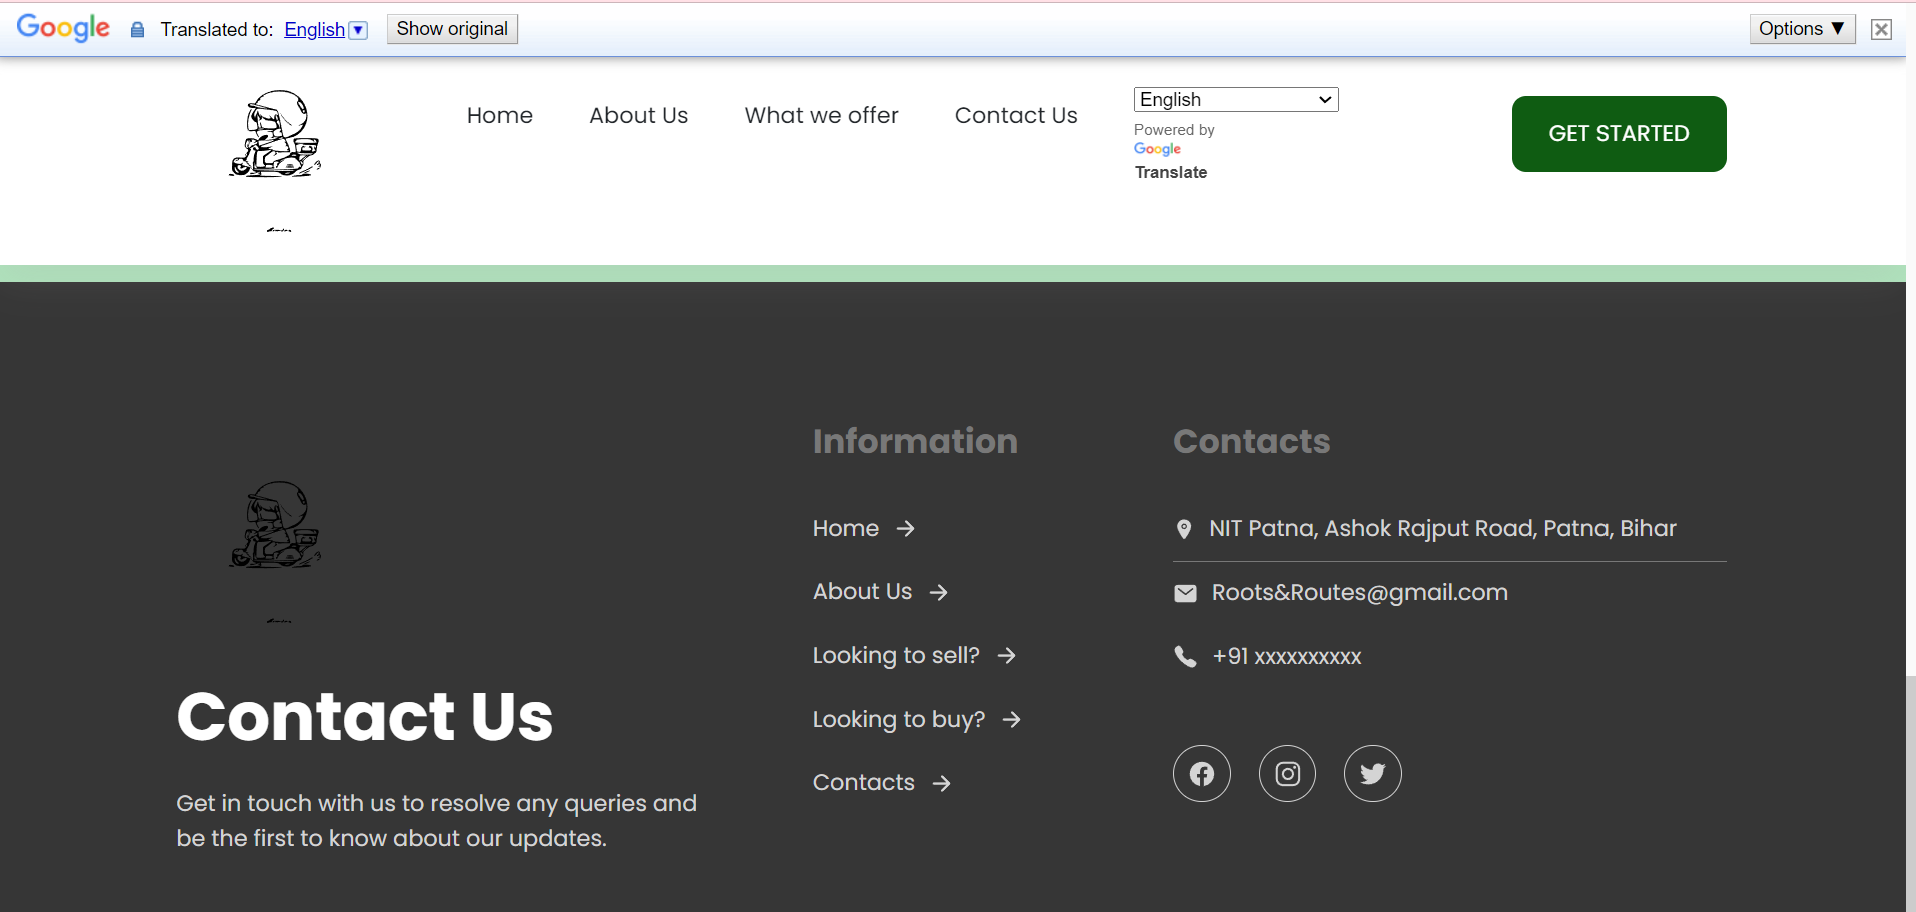 Google Translated to: English ▼ Show original Options ▼
Home About Us What we offer Contact Us
English
Powered by
Google
Translate
GET STARTED
Information
Home →
About Us →
Looking to sell? →
Looking to buy? →
Contacts →
Contacts
NIT Patna, Ashok Rajput Road, Patna, Bihar
Roots&Routes@gmail.com
+91 xxxxxxxxxx
Contact Us
Get in touch with us to resolve any queries and
be the first to know about our updates.